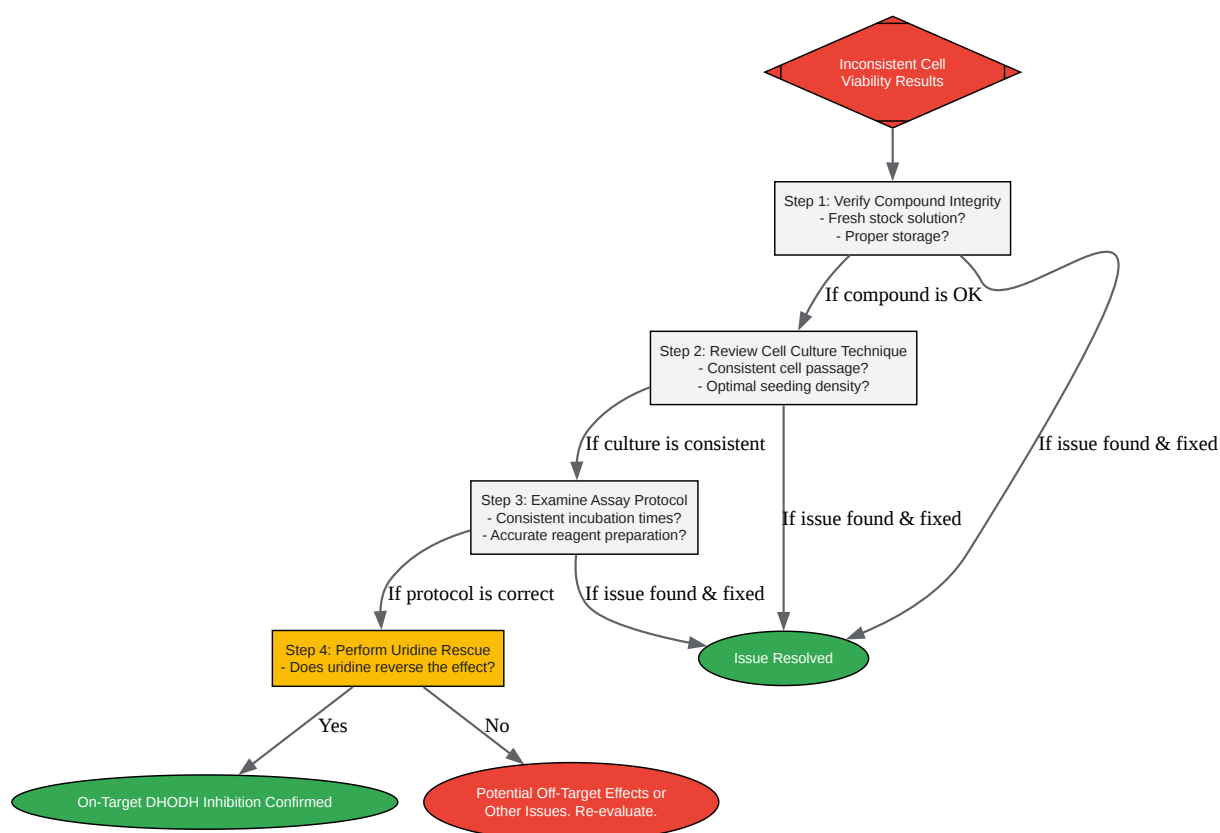 Inconsistent Cell
Viability Results
Step 1: Verify Compound Integrity
- Fresh stock solution?
- Proper storage?
If compound is OK
Step 2: Review Cell Culture Technique
- Consistent cell passage?
- Optimal seeding density?
If culture is consistent
If issue found & fixed
Step 3: Examine Assay Protocol
- Consistent incubation times?
- Accurate reagent preparation?
If issue found & fixed
If protocol is correct
If issue found & fixed
Step 4: Perform Uridine Rescue
- Does uridine reverse the effect?
Issue Resolved
Yes
No
On-Target DHODH Inhibition Confirmed
Potential Off-Target Effects or
Other Issues. Re-evaluate.